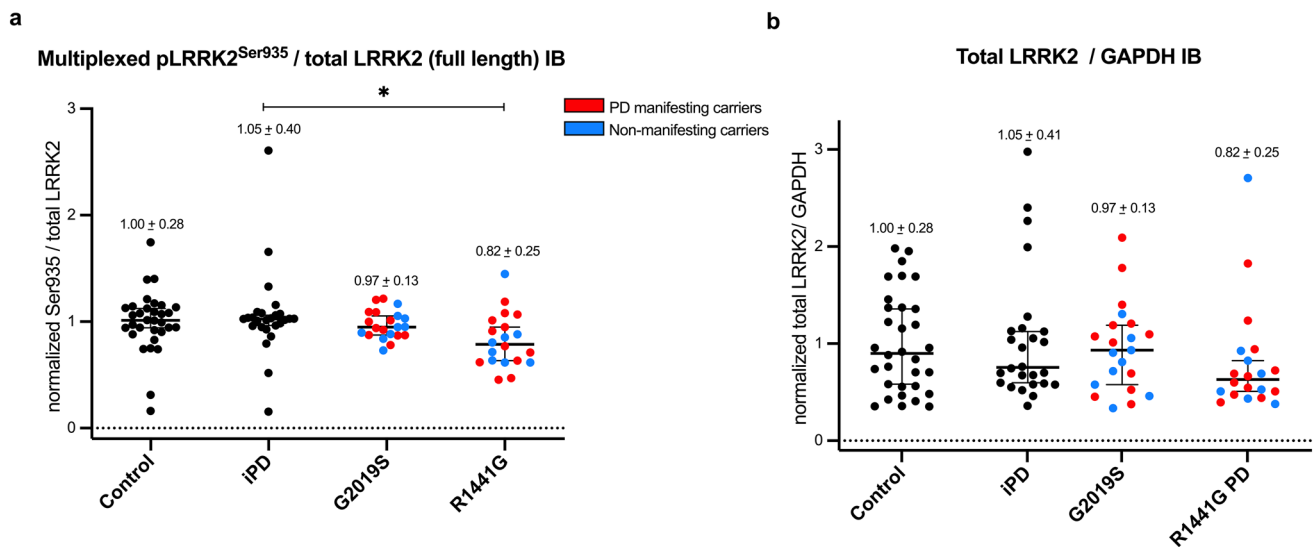 a
Multiplexed pLRRK2Ser935 / total LRRK2 (full length) IB
*
PD manifesting carriers
Non-manifesting carriers
normalized Ser935 / total LRRK2
3
2
1
0
1.00 ± 0.28
1.05 ± 0.40
0.97 ± 0.13
0.82 ± 0.25
Control
iPD
G2019S
R1441G
b
Total LRRK2 / GAPDH IB
normalized total LRRK2/ GAPDH
3
2
1
0
1.00 ± 0.28
1.05 ± 0.41
0.97 ± 0.13
0.82 ± 0.25
Control
iPD
G2019S
R1441G PD